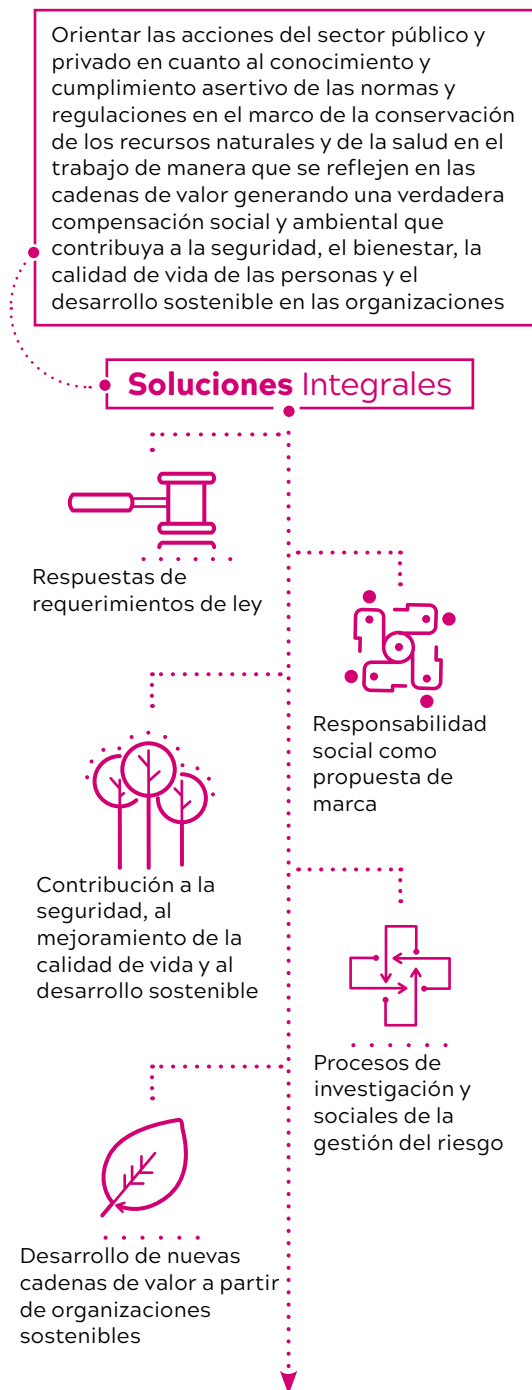 Orientar las acciones del sector público y
privado en cuanto al conocimiento y
cumplimiento asertivo de las normas y
regulaciones en el marco de la conservación
de los recursos naturales y de la salud en el
trabajo de manera que se reflejen en las
cadenas de valor generando una verdadera
compensación social y ambiental que
contribuya a la seguridad, el bienestar, la
calidad de vida de las personas y el
desarrollo sostenible en las organizaciones
Soluciones Integrales
Respuestas de
requerimientos de ley
Responsabilidad
social como
propuesta de
marca
Contribución a la
seguridad, al
mejoramiento de la
calidad de vida y al
desarrollo sostenible
Procesos de
investigación y
sociales de la
gestión del riesgo
Desarrollo de nuevas
cadenas de valor a partir
de organizaciones
sostenibles